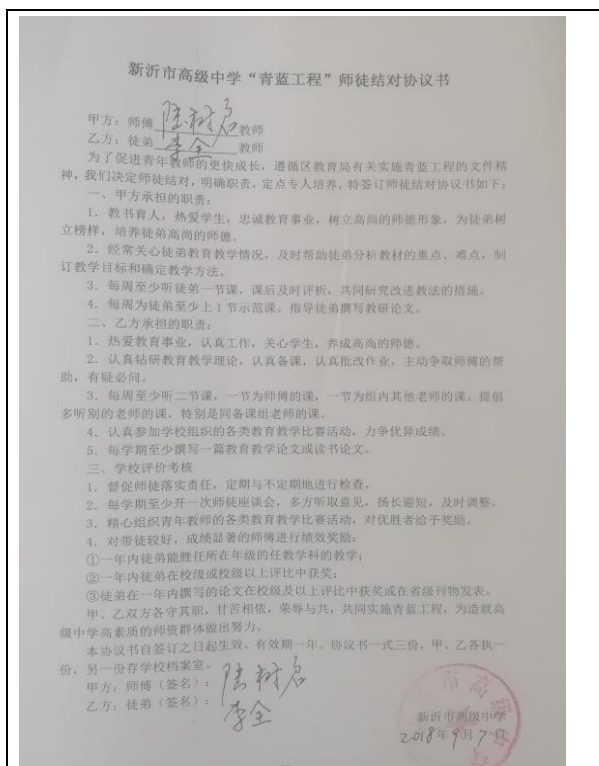 新沂市高级中学“青蓝工程”师徒结对协议书
甲方：师傅 陆树名 教师
乙方：徒弟 李全 教师
为了促进青年教师的更快成长，遵循区教育局有关实施青蓝工程的文件精
神，我们决定师徒结对，明确职责，定点专人培养，特签订师徒结对协议书如下：
一、甲方承担的职责：
1．教书育人，热爱学生，忠诚教育事业，树立高尚的师德形象，为徒弟树
立榜样，培养徒弟高尚的师德。
2．经常关心徒弟教育教学情况，及时帮助徒弟分析教材的重点、难点，制
订教学目标和确定教学方法。
3．每周至少听徒弟一节课，课后及时评析，共同研究改进教法的措施。
4．每周为徒弟至少上1节示范课。指导徒弟撰写教研论文。
二、乙方承担的职责：
1．热爱教育事业，认真工作，关心学生，养成高尚的师德。
2．认真钻研教育教学理论，认真备课，认真批改作业，主动争取师傅的帮
助，有疑必问。
3．每周至少听二节课，一节为师傅的课，一节为组内其他老师的课。提倡
多听别的老师的课，特别是同备课组老师的课。
4．认真参加学校组织的各类教育教学比赛活动，力争优异成绩。
5．每学期至少撰写一篇教育教学论文或读书论文。
三、学校评价考核
1．督促师徒落实责任，定期与不定期地进行检查。
2．每学期至少开一次师徒座谈会，多方听取意见，扬长避短，及时调整。
3．精心组织青年教师的各类教育教学比赛活动，对优胜者给予奖励。
4．对带徒较好，成绩显著的师傅进行绩效奖励：
①一年内徒弟能胜任所在年级的任教学科的教学；
②一年内徒弟在校级或校级以上评比中获奖；
③徒弟在一年内撰写的论文在校级及以上评比中获奖或在省级刊物发表。
甲、乙双方各守其职，甘苦相依，荣辱与共，共同实施青蓝工程，为造就高
级中学高素质的师资群体做出努力。
本协议书自签订之日起生效。有效期一年。协议书一式三份，甲、乙各执一
份，另一份存学校档案室。
甲方：师傅（签名）：陆树名
乙方：徒弟（签名）：李全
新沂市高级中学
2018年9月7日